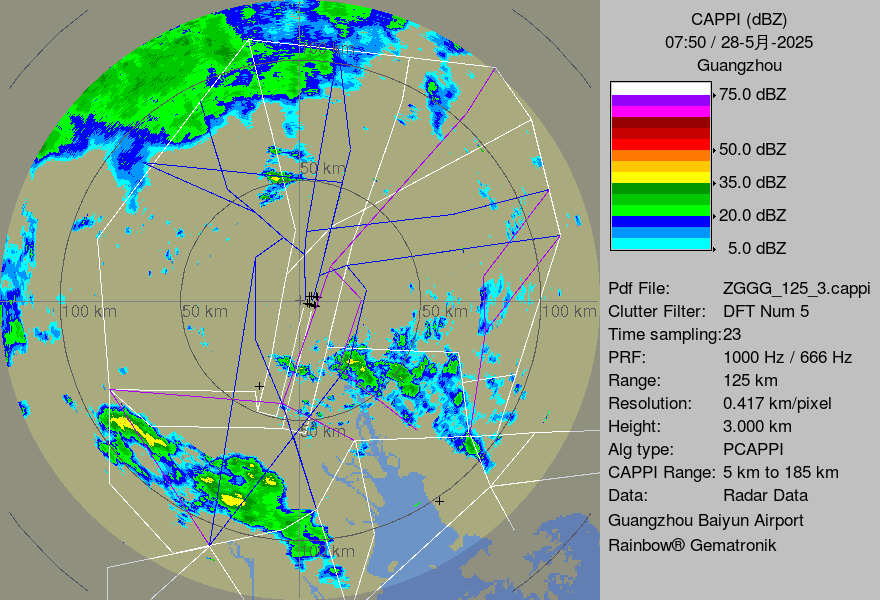 CAPPI (dBZ)
07:50 / 28-5月-2025
Guangzhou
75.0 dBZ
50.0 dBZ
35.0 dBZ
20.0 dBZ
5.0 dBZ
Pdf File: ZGGG_125_3.cappi
Clutter Filter: DFT Num 5
Time sampling:23
PRF: 1000 Hz / 666 Hz
Range: 125 km
Resolution: 0.417 km/pixel
Height: 3.000 km
Alg type: PCAPPI
CAPPI Range: 5 km to 185 km
Data: Radar Data
Guangzhou Baiyun Airport
Rainbow® Gematronik
50 km
100 km
50 km
50 km
100 km
50 km
100 km